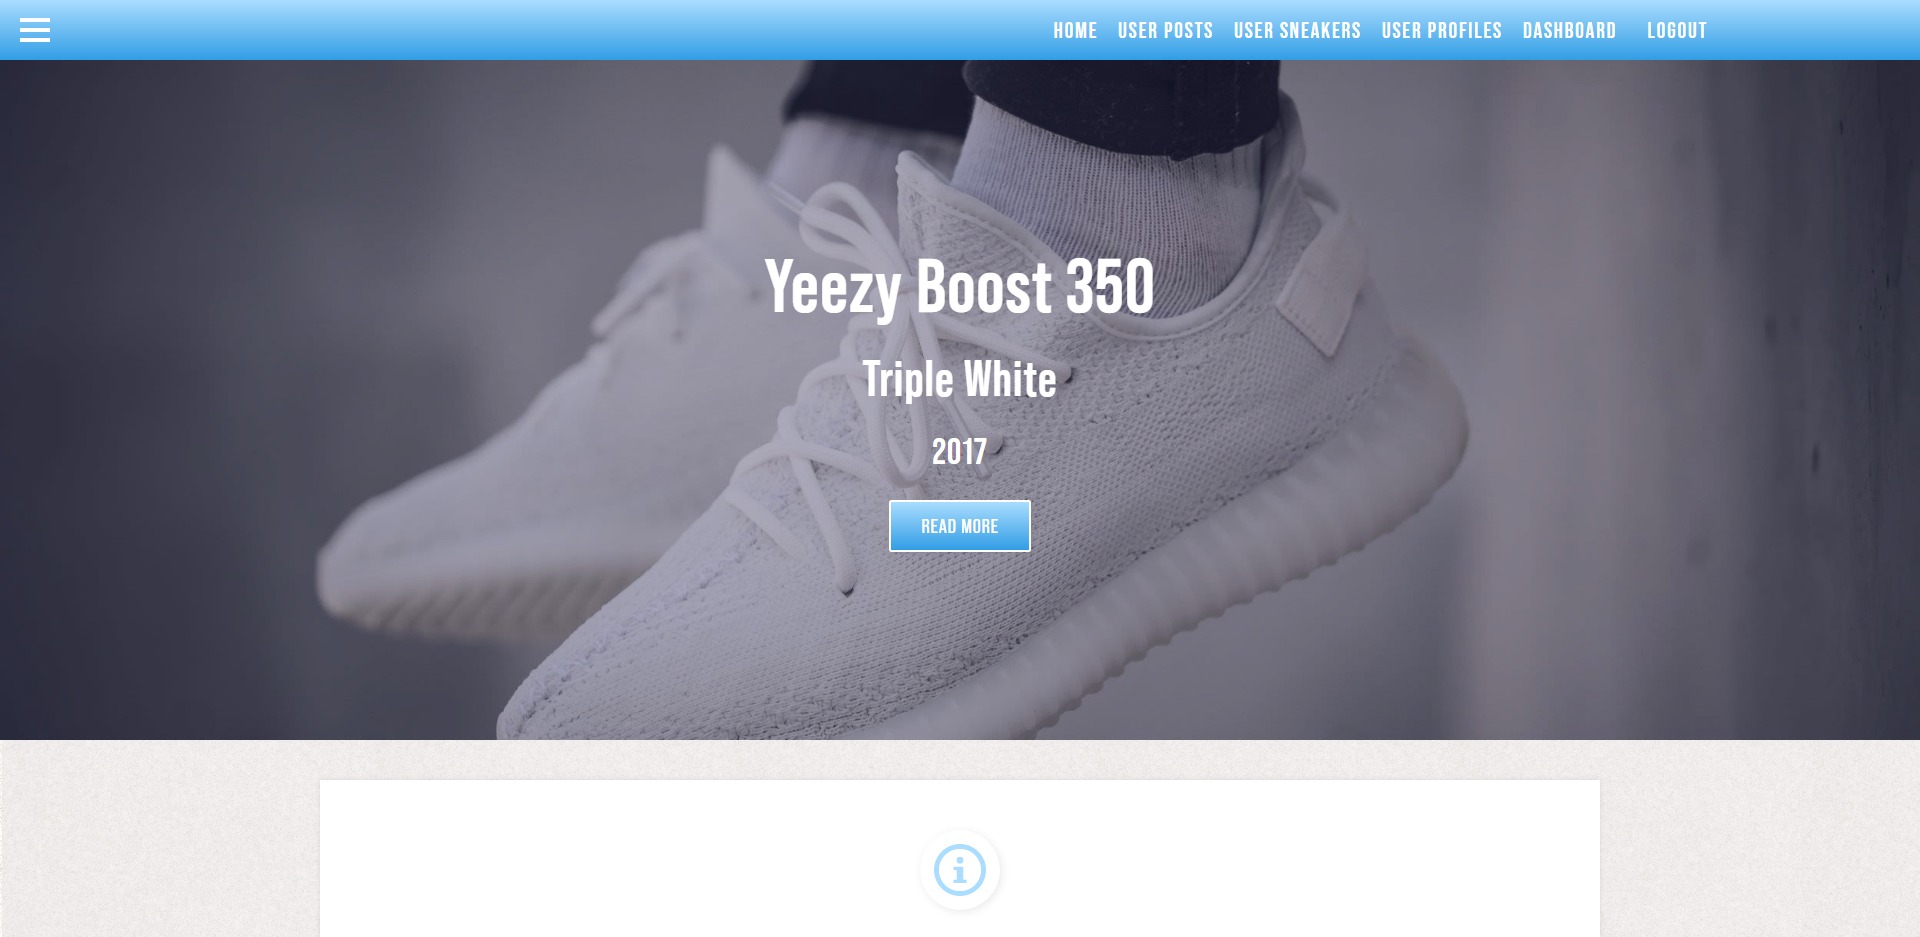 HOME USER POSTS USER SNEAKERS USER PROFILES DASHBOARD LOGOUT
Yeezy Boost 350
Triple White
2017
READ MORE